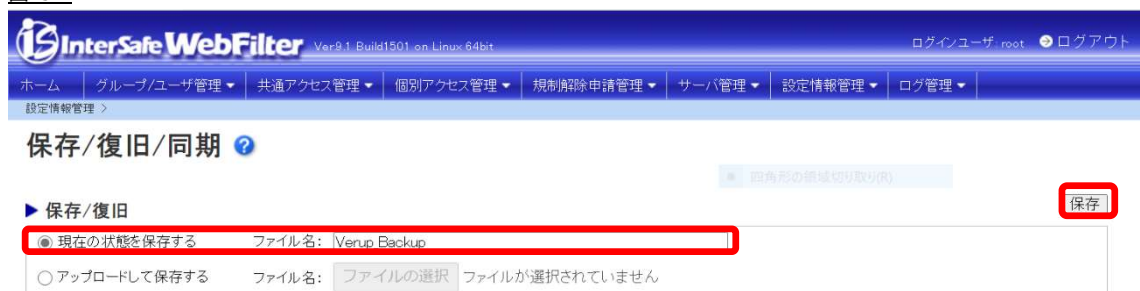 InterSafe WebFilter Ver9.1 Build1501 on Linux 64bit ログインユーザ: root ログアウト
ホーム グループ/ユーザ管理▼ 共通アクセス管理▼ 個別アクセス管理▼ 規制解除申請管理▼ サーバ管理▼ 設定情報管理▼ ログ管理▼
設定情報管理 >
保存/復旧/同期 ?
四角形の領域切り取り(R)
▶ 保存/復旧 保存
現在の状態を保存する ファイル名: Verup Backup
アップロードして保存する ファイル名: ファイルの選択 ファイルが選択されていません